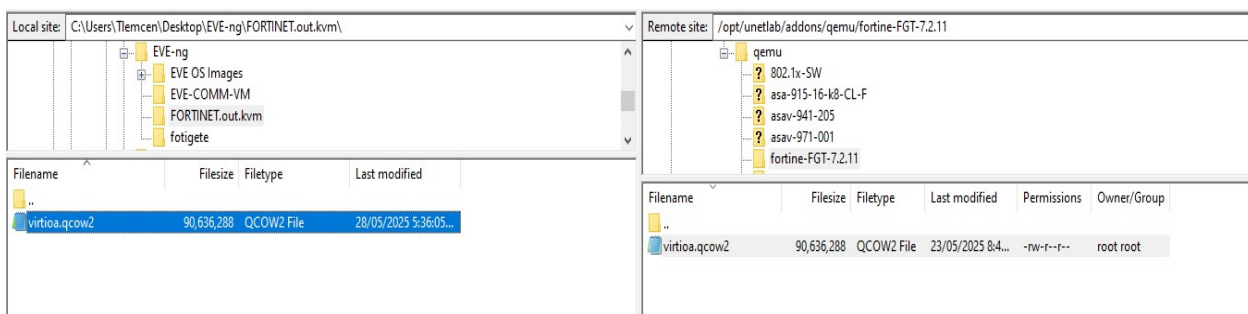 Local site: C:\Users\Tlemcen\Desktop\EVE-ng\FORTINET.out.kvm\
EVE-ng
EVE OS Images
EVE-COMM-VM
FORTINET.out.kvm
fotigete
Filename Filesize Filetype Last modified
..
virtioa.qcow2 90,636,288 QCOW2 File 28/05/2025 5:36:05...
Remote site: /opt/unetlab/addons/qemu/fortine-FGT-7.2.11
qemu
? 802.1x-SW
? asa-915-16-k8-CL-F
? asav-941-205
? asav-971-001
fortine-FGT-7.2.11
Filename Filesize Filetype Last modified Permissions Owner/Group
..
virtioa.qcow2 90,636,288 QCOW2 File 23/05/2025 8:4... -rw-r--r-- root root